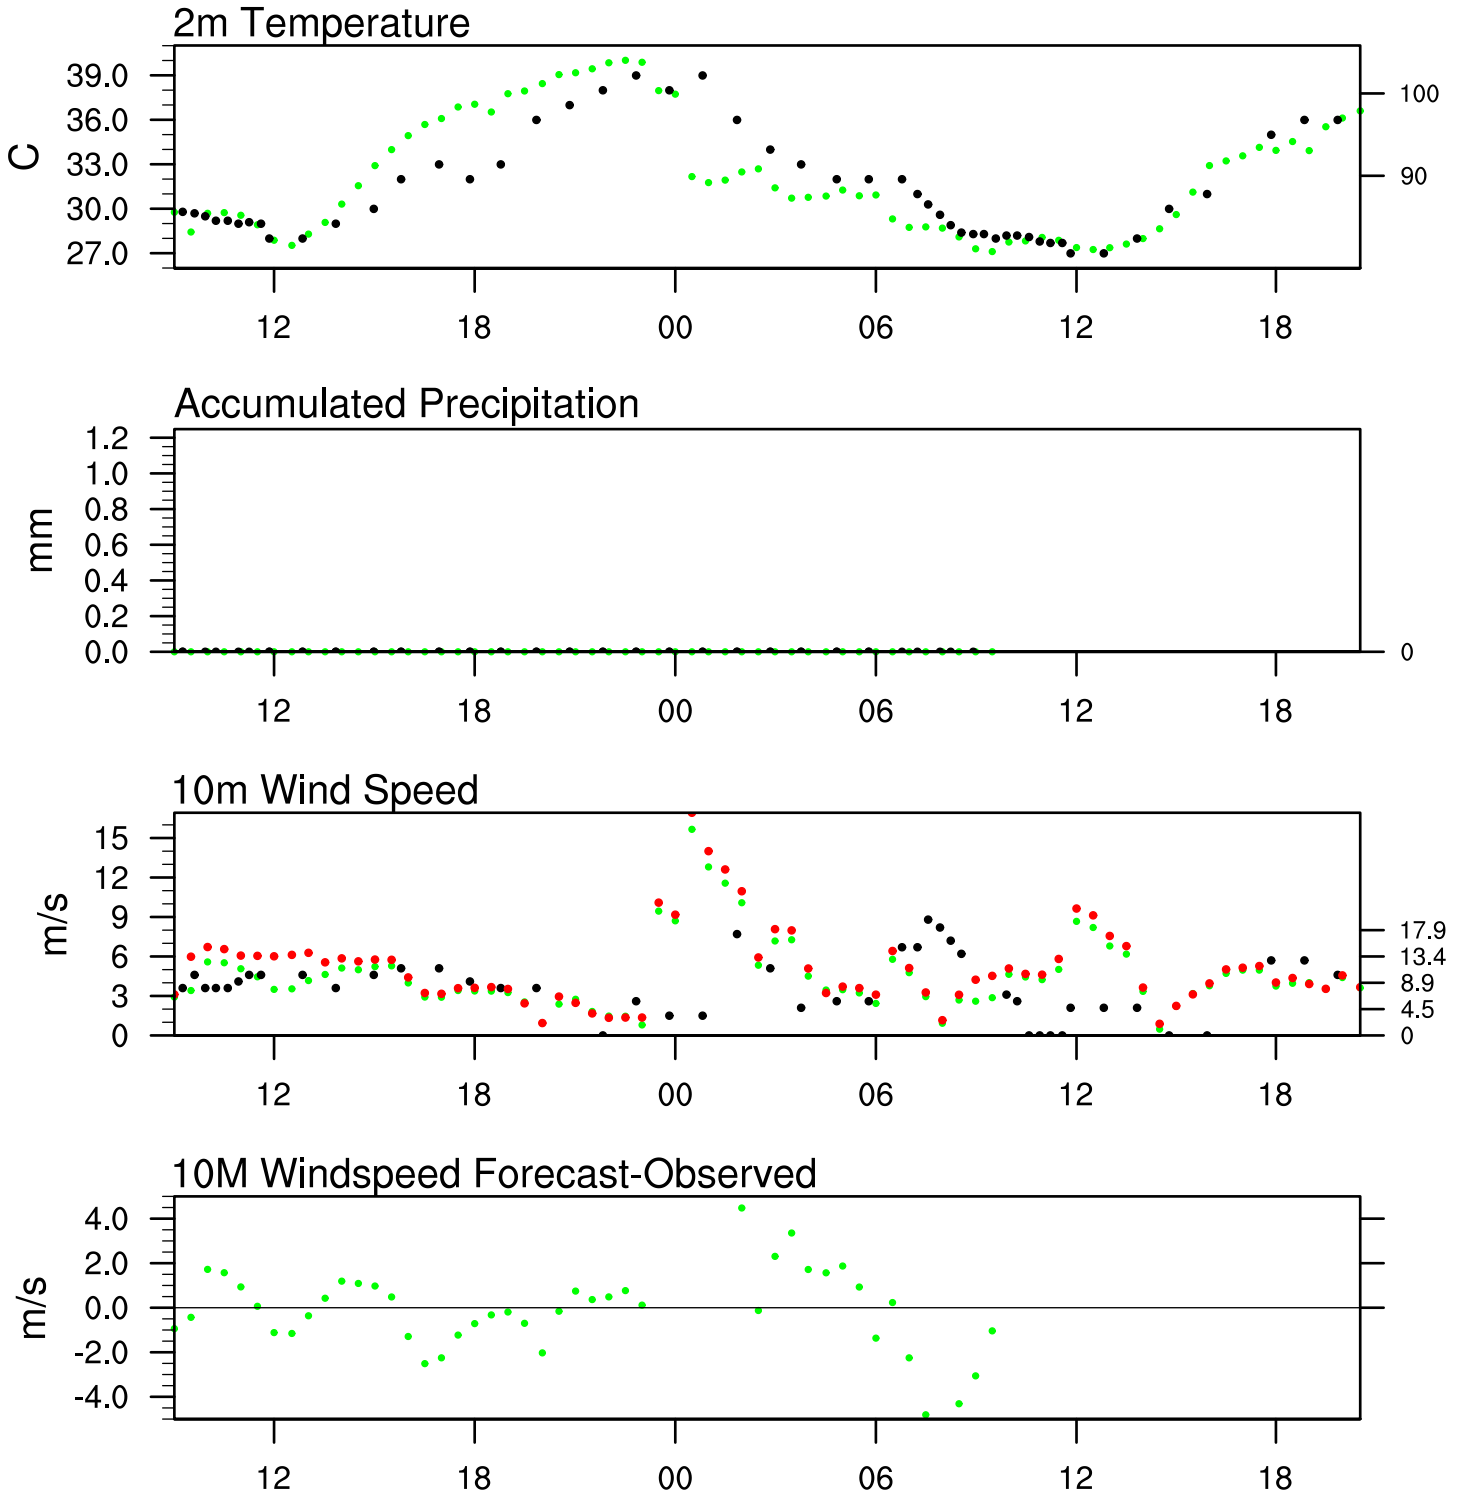 2m Temperature
39.0
36.0
33.0
30.0
27.0
C
100
90
12 18 00 06 12 18
Accumulated Precipitation
1.2
1.0
0.8
0.6
0.4
0.2
0.0
mm
0
12 18 00 06 12 18
10m Wind Speed
15
12
9
6
3
0
m/s
17.9
13.4
8.9
4.5
0
12 18 00 06 12 18
10M Windspeed Forecast-Observed
4.0
2.0
0.0
-2.0
-4.0
m/s
12 18 00 06 12 18